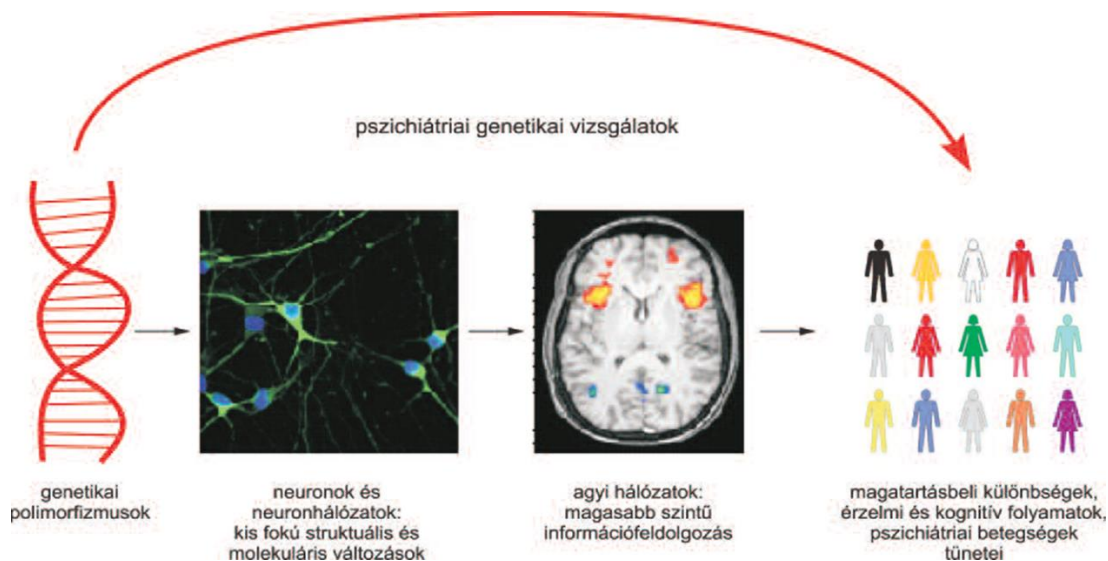 pszichiátriai genetikai vizsgálatok
genetikai
polimorfizmusok
neuronok és
neuronhálózatok:
kis fokú struktuális és
molekuláris változások
agyi hálózatok:
magasabb szintű
információfeldolgozás
magatartásbeli különbségek,
érzelmi és kognitív folyamatok,
pszichiátriai betegségek
tünetei